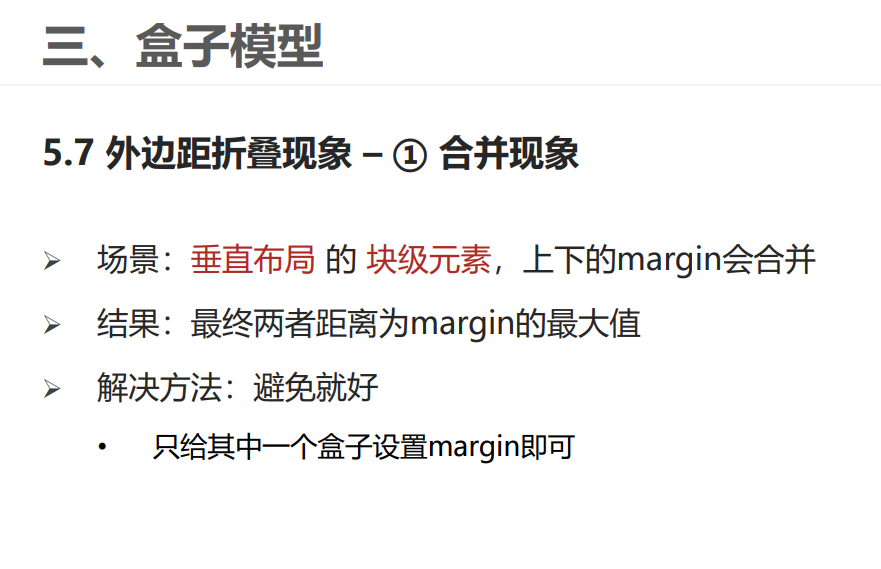 三、盒子模型
5.7 外边距折叠现象 – ① 合并现象
➢ 场景：垂直布局 的 块级元素，上下的margin会合并
➢ 结果：最终两者距离为margin的最大值
➢ 解决方法：避免就好
• 只给其中一个盒子设置margin即可